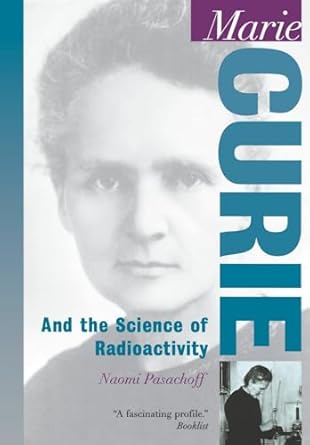 Marie
CURIE
And the Science of
Radioactivity
Naomi Pasachoff
"A fascinating profile."
Booklist